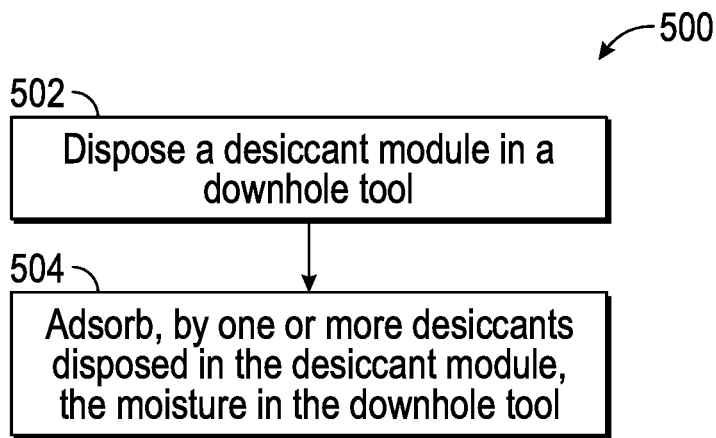 500
502
Dispose a desiccant module in a
downhole tool
504
Adsorb, by one or more desiccants
disposed in the desiccant module,
the moisture in the downhole tool